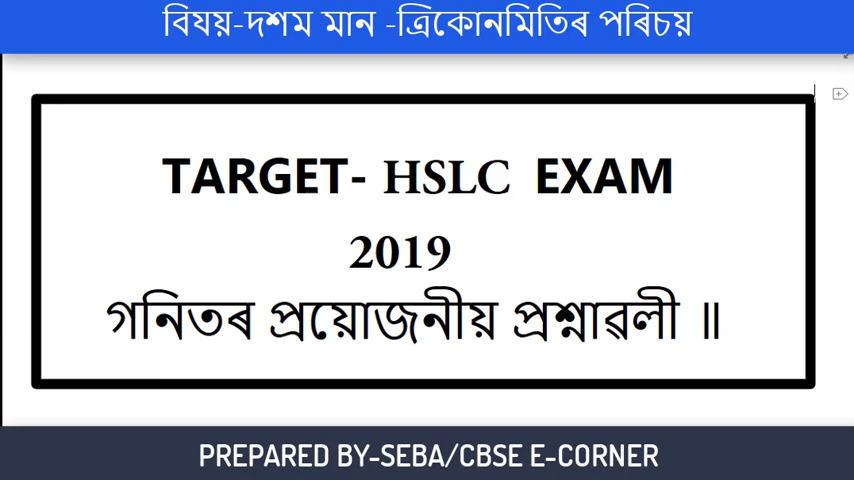 বিষয়-দশম মান -ত্ৰিকোনমিতিৰ পৰিচয়
TARGET- HSLC EXAM
2019
গনিতৰ প্ৰয়োজনীয় প্ৰশ্নাৱলী ॥
PREPARED BY-SEBA/CBSE E-CORNER